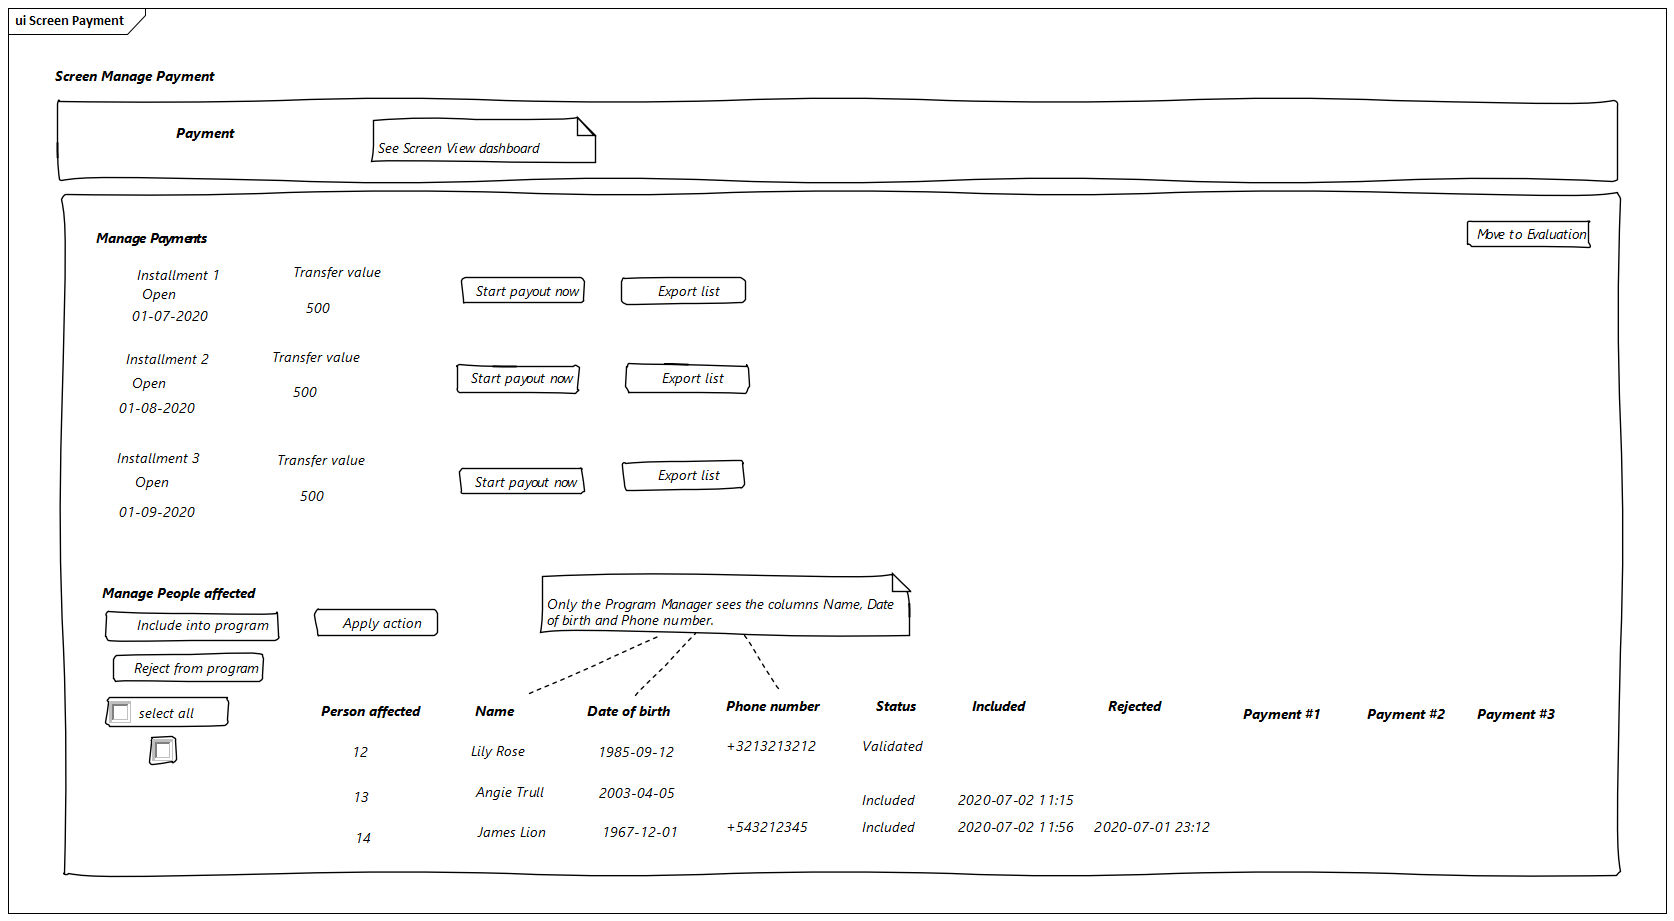 ui Screen Payment
Screen Manage Payment
Payment
See Screen View dashboard
Manage Payments
Move to Evaluation
Installment 1
Transfer value
Open
Start payout now
Export list
01-07-2020
500
Installment 2
Transfer value
Open
Start payout now
Export list
01-08-2020
500
Installment 3
Transfer value
Open
Start payout now
Export list
01-09-2020
500
Manage People affected
Include into program
Apply action
Only the Program Manager sees the columns Name, Date
of birth and Phone number.
Reject from program
select all
Person affected Name Date of birth Phone number Status Included Rejected Payment #1 Payment #2 Payment #3
12 Lily Rose 1985-09-12 +3213213212 Validated
13 Angie Trull 2003-04-05 Included 2020-07-02 11:15
14 James Lion 1967-12-01 +543212345 Included 2020-07-02 11:56 2020-07-01 23:12